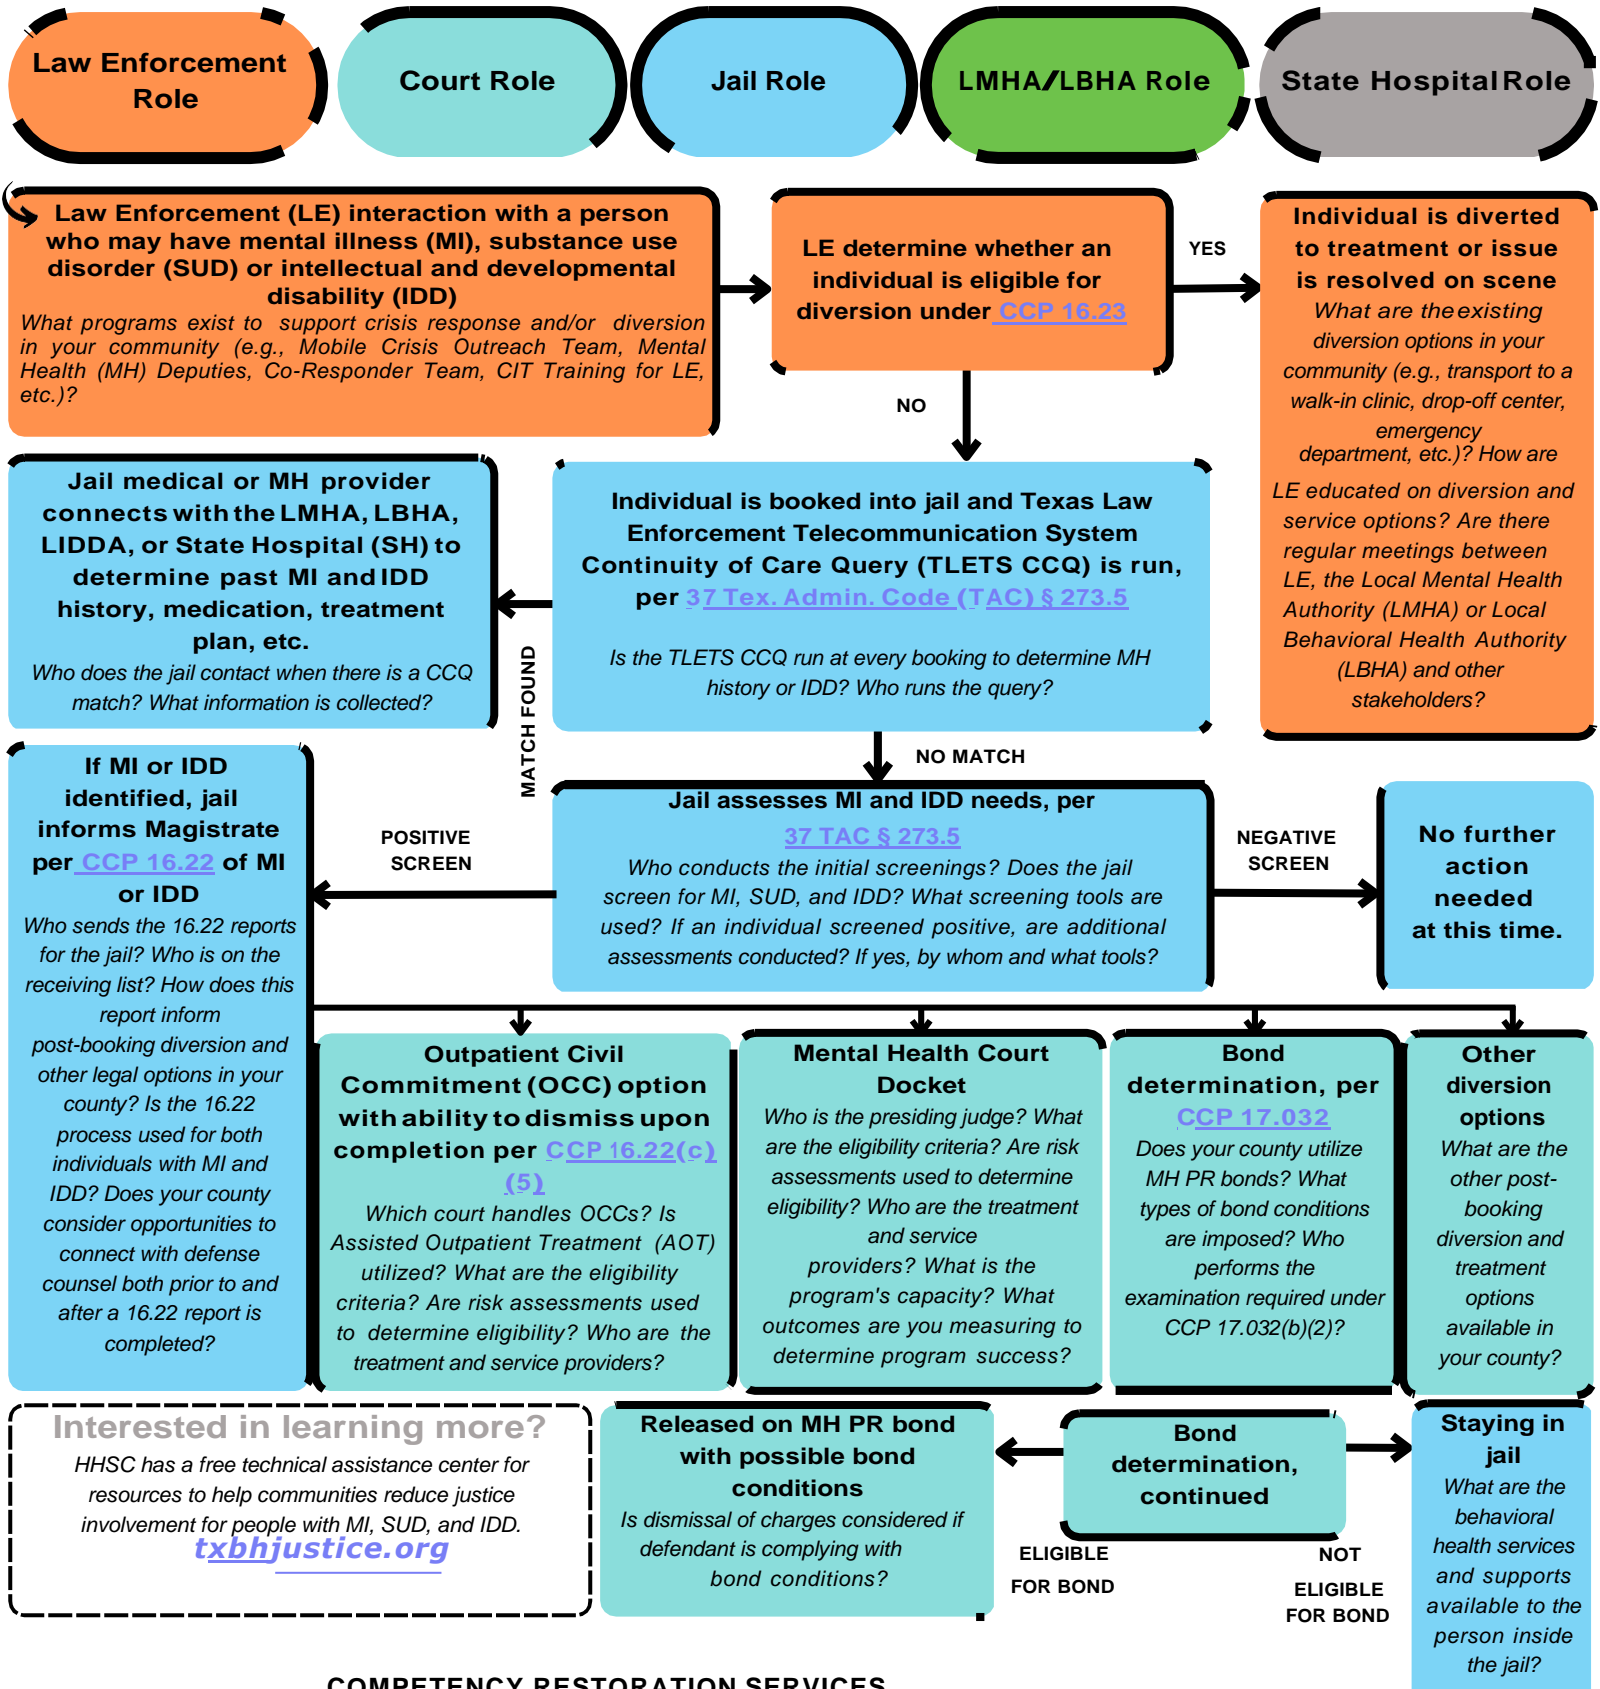 Law Enforcement
Role
Court Role
Jail Role
LMHA/LBHA Role
State Hospital Role
Law Enforcement (LE) interaction with a person
who may have mental illness (MI), substance use
disorder (SUD) or intellectual and developmental
disability (IDD)
What programs exist to support crisis response and/or diversion
in your community (e.g., Mobile Crisis Outreach Team, Mental
Health (MH) Deputies, Co-Responder Team, CIT Training for LE,
etc.)?
LE determine whether an
individual is eligible for
diversion under CCP 16.23
YES
NO
Individual is diverted
to treatment or issue
is resolved on scene
What are the existing
diversion options in your
community (e.g., transport to a
walk-in clinic, drop-off center,
emergency
department, etc.)? How are
LE educated on diversion and
service options? Are there
regular meetings between
LE, the Local Mental Health
Authority (LMHA) or Local
Behavioral Health Authority
(LBHA) and other
stakeholders?
Jail medical or MH provider
connects with the LMHA, LBHA,
LIDDA, or State Hospital (SH) to
determine past MI and IDD
history, medication, treatment
plan, etc.
Who does the jail contact when there is a CCQ
match? What information is collected?
MATCH FOUND
Individual is booked into jail and Texas Law
Enforcement Telecommunication System
Continuity of Care Query (TLETS CCQ) is run,
per 37 Tex. Admin. Code (TAC) § 273.5
Is the TLETS CCQ run at every booking to determine MH
history or IDD? Who runs the query?
NO MATCH
If MI or IDD
identified, jail
informs Magistrate
per CCP 16.22 of MI
or IDD
Who sends the 16.22 reports
for the jail? Who is on the
receiving list? How does this
report inform
post-booking diversion and
other legal options in your
county? Is the 16.22
process used for both
individuals with MI and
IDD? Does your county
consider opportunities to
connect with defense
counsel both prior to and
after a 16.22 report is
completed?
POSITIVE
SCREEN
Jail assesses MI and IDD needs, per
37 TAC § 273.5
Who conducts the initial screenings? Does the jail
screen for MI, SUD, and IDD? What screening tools are
used? If an individual screened positive, are additional
assessments conducted? If yes, by whom and what tools?
NEGATIVE
SCREEN
No further
action
needed
at this time.
Outpatient Civil
Commitment (OCC) option
with ability to dismiss upon
completion per CCP 16.22(c)
(5)
Which court handles OCCs? Is
Assisted Outpatient Treatment (AOT)
utilized? What are the eligibility
criteria? Are risk assessments used
to determine eligibility? Who are the
treatment and service providers?
Mental Health Court
Docket
Who is the presiding judge? What
are the eligibility criteria? Are risk
assessments used to determine
eligibility? Who are the treatment
and service
providers? What is the
program's capacity? What
outcomes are you measuring to
determine program success?
Bond
determination, per
CCP 17.032
Does your county utilize
MH PR bonds? What
types of bond conditions
are imposed? Who
performs the
examination required under
CCP 17.032(b)(2)?
Other
diversion
options
What are the
other post-
booking
diversion and
treatment
options
available in
your county?
Interested in learning more?
HHSC has a free technical assistance center for
resources to help communities reduce justice
involvement for people with MI, SUD, and IDD.
txbhjustice.org
Released on MH PR bond
with possible bond
conditions
Is dismissal of charges considered if
defendant is complying with
bond conditions?
Bond
determination,
continued
ELIGIBLE
FOR BOND
NOT
ELIGIBLE
FOR BOND
Staying in
jail
What are the
behavioral
health services
and supports
available to the
person inside
the jail?
COMPETENCY RESTORATION SERVICES